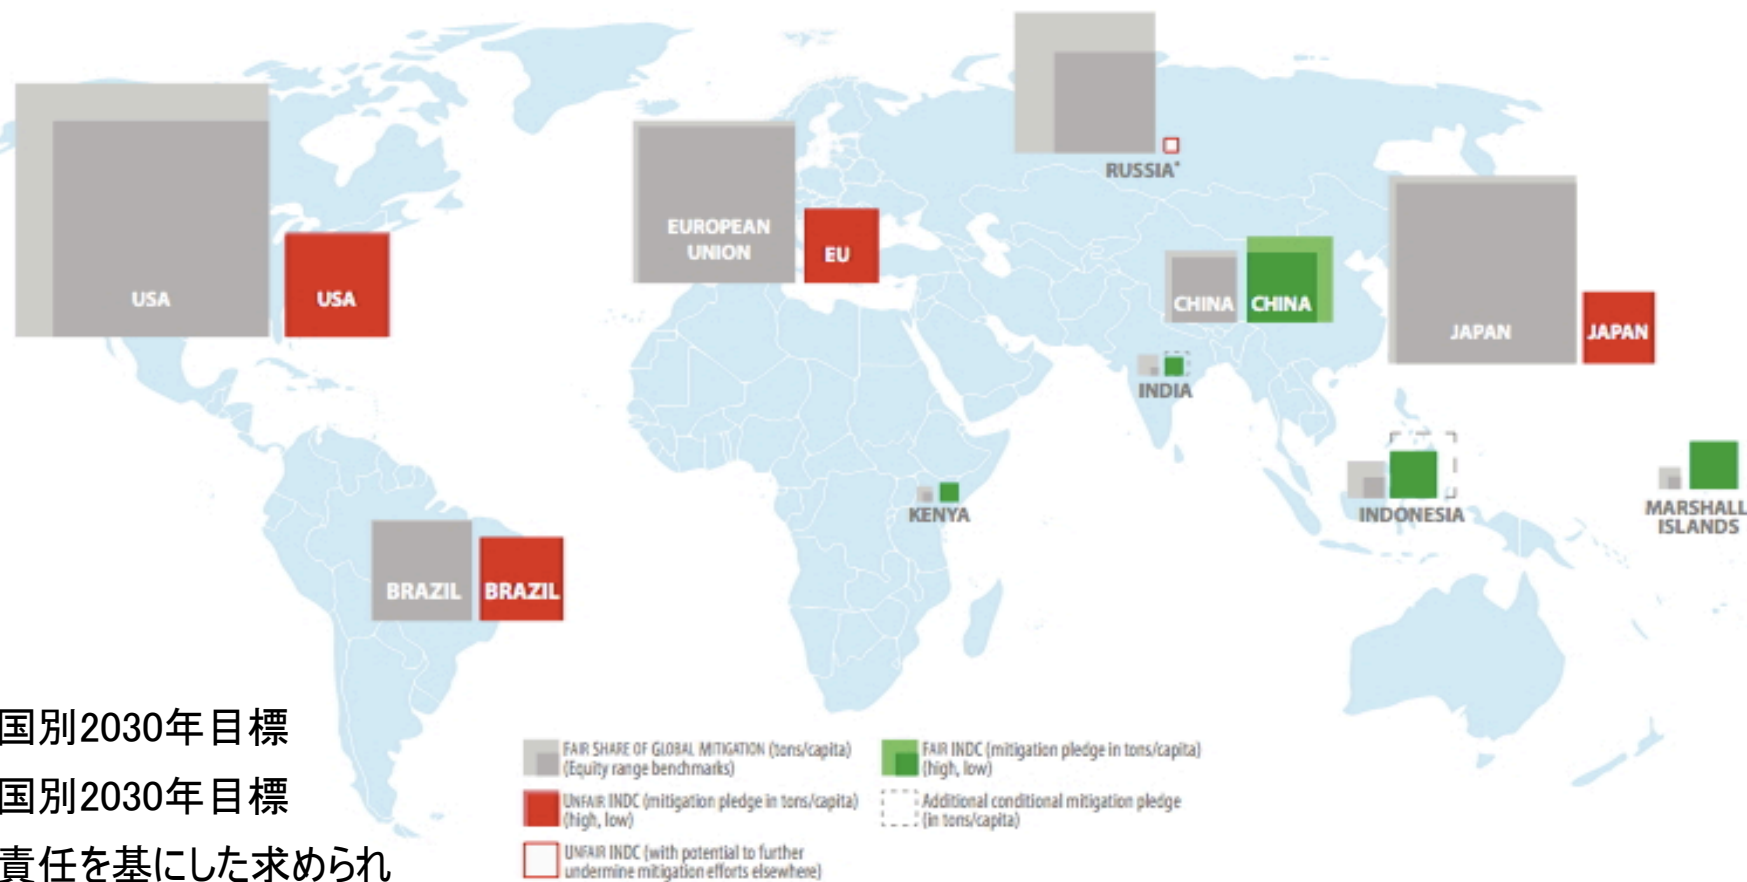 USA
USA
EUROPEAN
UNION
EU
RUSSIA*
CHINA
CHINA
JAPAN
JAPAN
INDIA
KENYA
INDONESIA
MARSHALL
ISLANDS
BRAZIL
BRAZIL
国別2030年目標
国別2030年目標
責任を基にした求められ
FAIR SHARE OF GLOBAL MITIGATION (tons/capita)
(Equity range benchmarks)
UNFAIR INDC (mitigation pledge in tons/capita)
(high, low)
UNFAIR INDC (with potential to further
undermine mitigation efforts elsewhere)
FAIR INDC (mitigation pledge in tons/capita)
(high, low)
Additional conditional mitigation pledge
(in tons/capita)